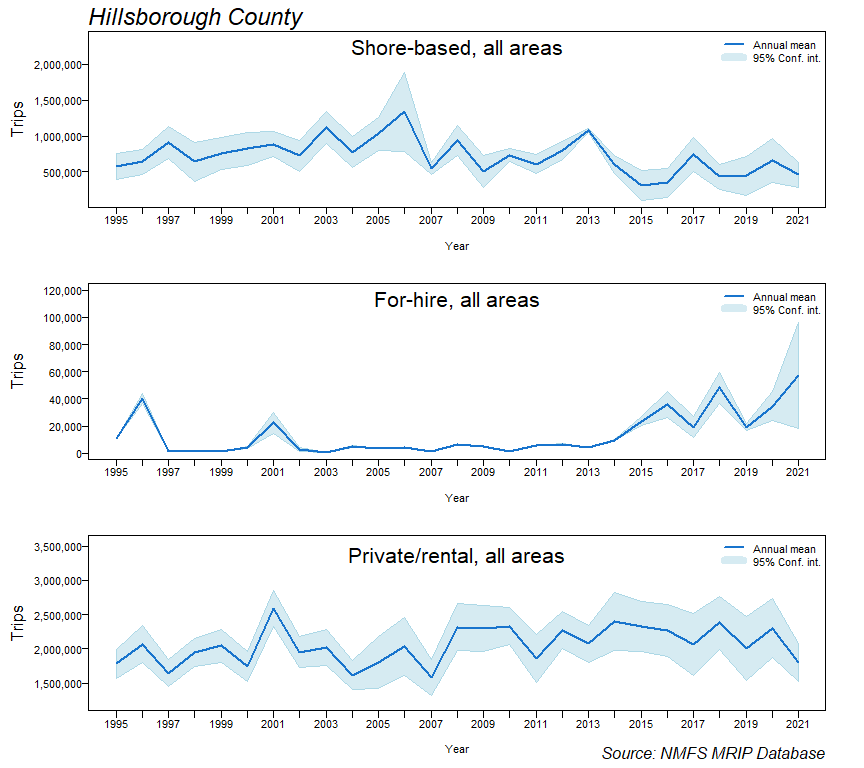 Hillsborough County
Shore-based, all areas
Annual mean
95% Conf. int.
Trips
2,000,000
1,500,000
1,000,000
500,000
1995 1997 1999 2001 2003 2005 2007 2009 2011 2013 2015 2017 2019 2021
Year
For-hire, all areas
Annual mean
95% Conf. int.
Trips
120,000
100,000
80,000
60,000
40,000
20,000
0
1995 1997 1999 2001 2003 2005 2007 2009 2011 2013 2015 2017 2019 2021
Year
Private/rental, all areas
Annual mean
95% Conf. int.
Trips
3,500,000
3,000,000
2,500,000
2,000,000
1,500,000
1995 1997 1999 2001 2003 2005 2007 2009 2011 2013 2015 2017 2019 2021
Year
Source: NMFS MRIP Database